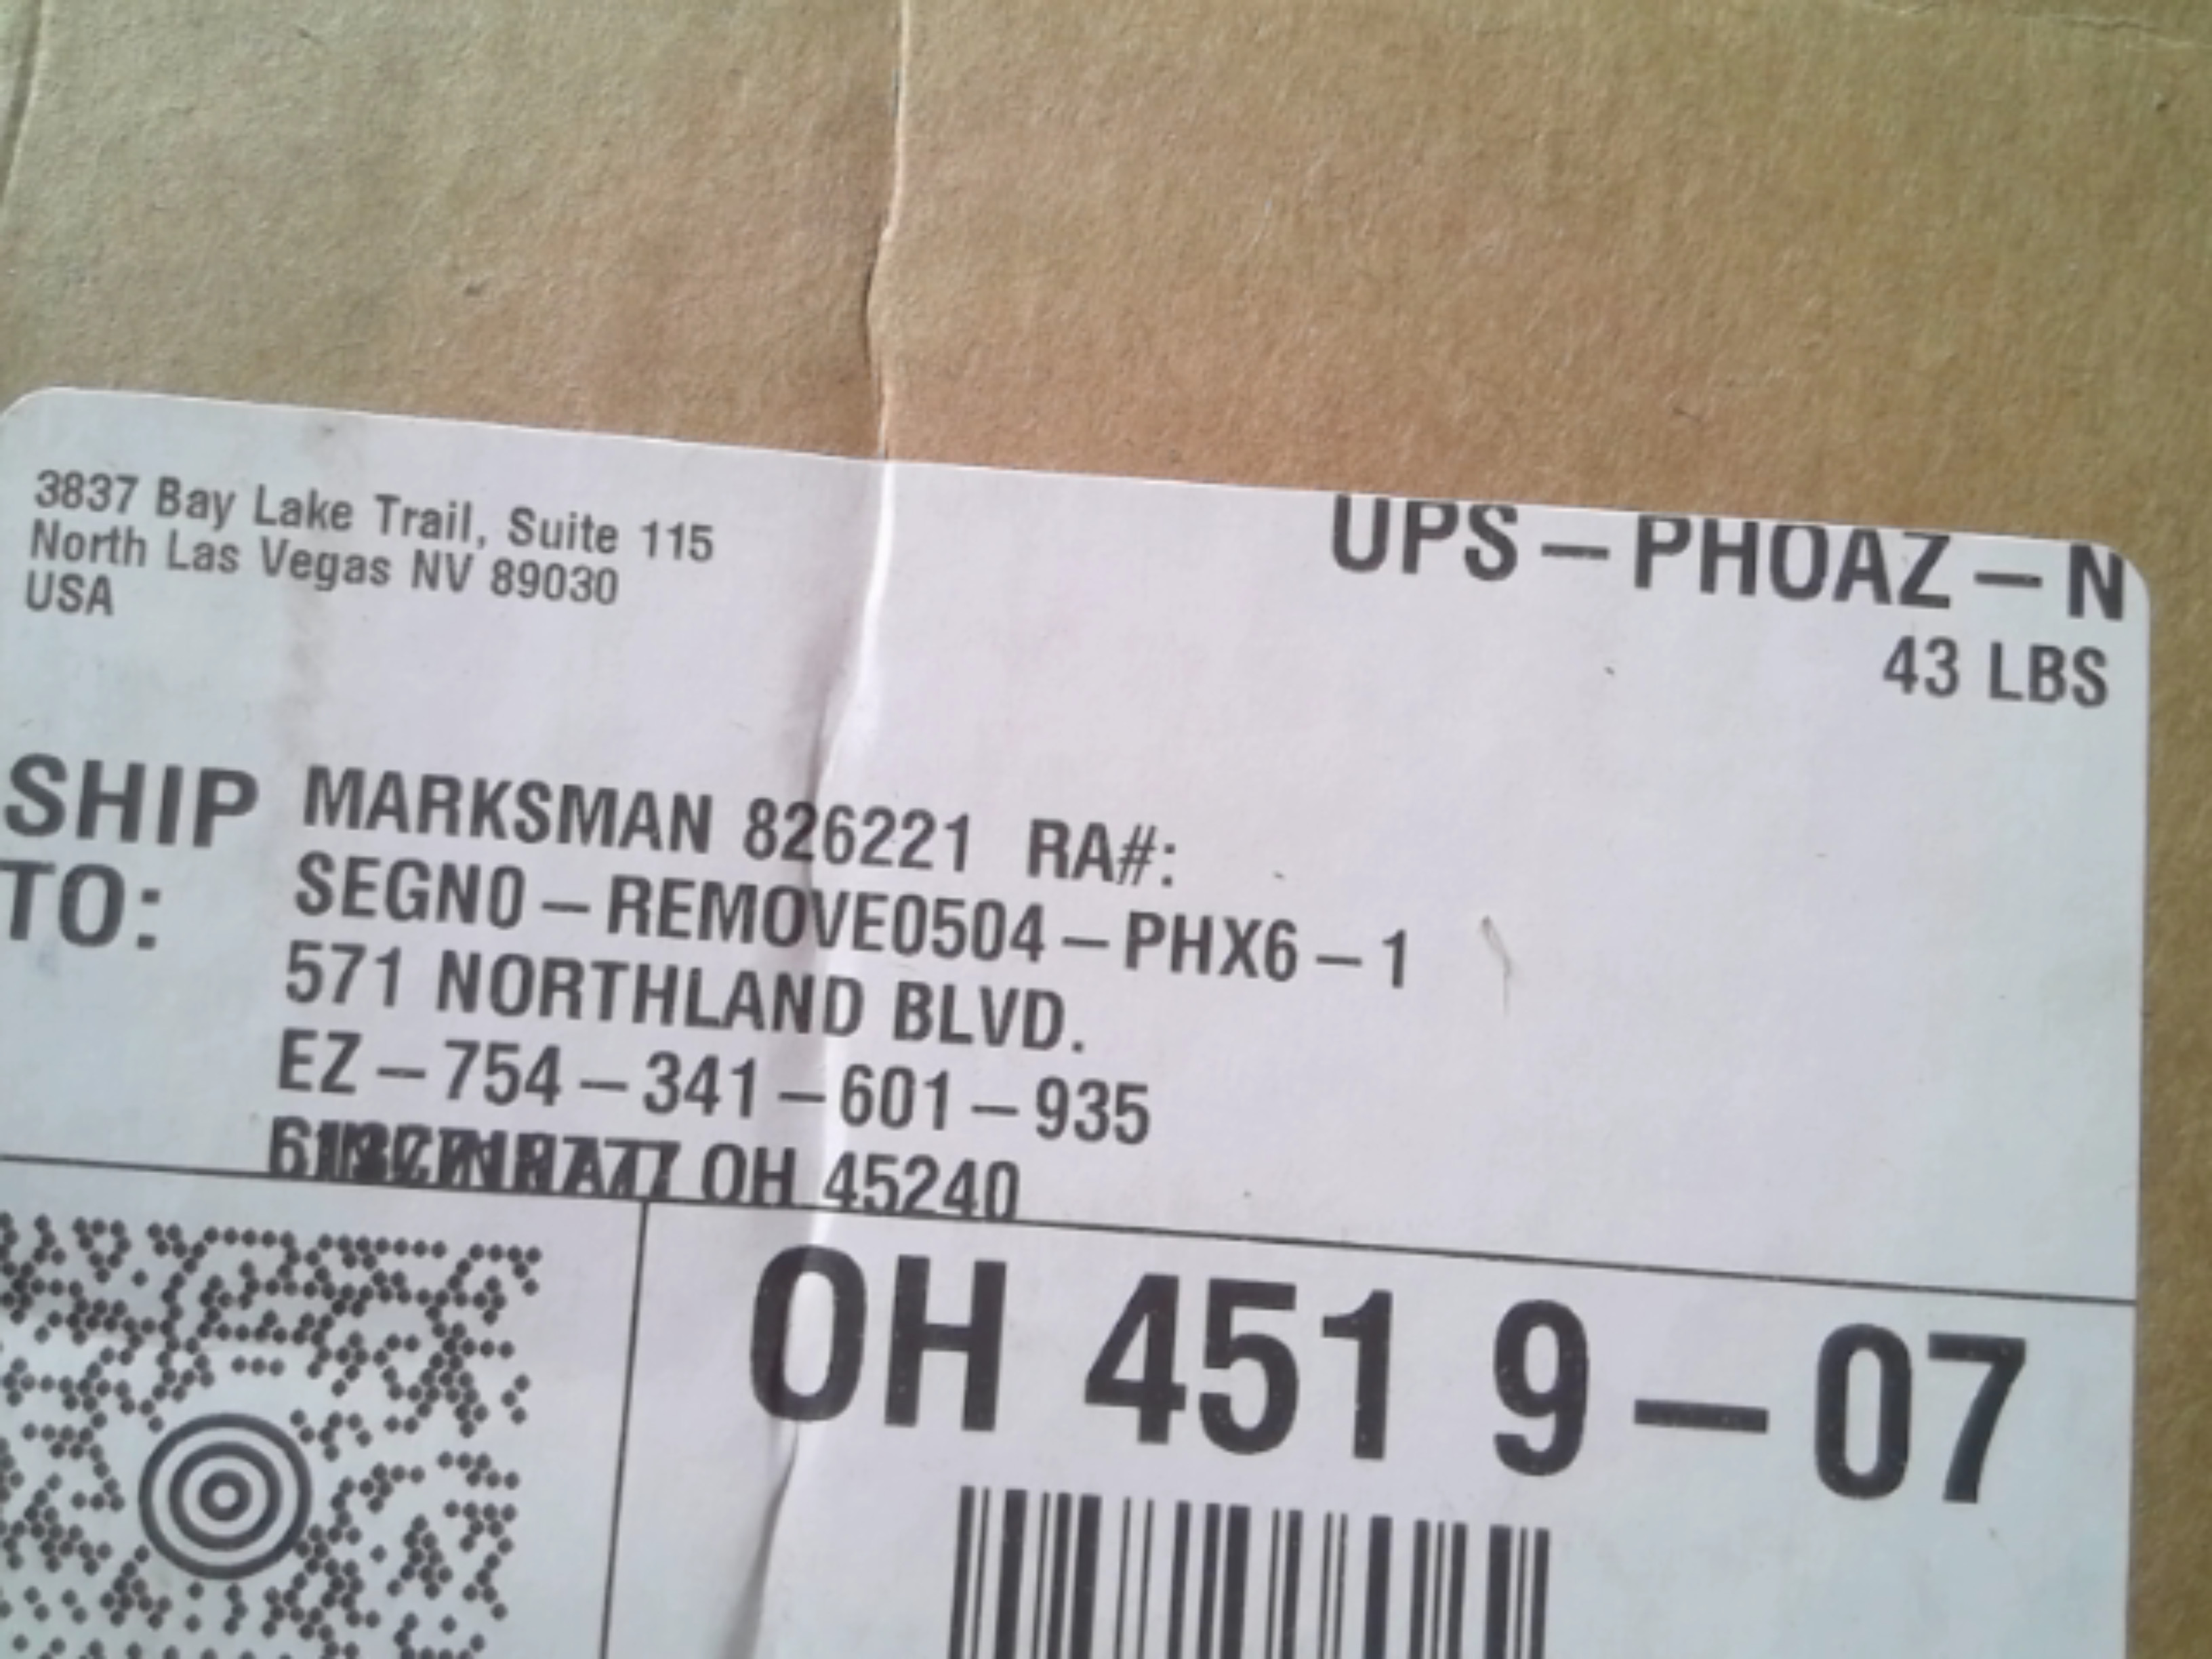 3837 Bay Lake Trail, Suite 115
North Las Vegas NV 89030
USA
UPS-PHOAZ-N
43 LBS
SHIP TO:
MARKSMAN 826221 RA#:
SEGN0-REMOVE0504-PHX6-1
571 NORTHLAND BLVD.
EZ-754-341-601-935
OH 45240
OH 451 9-07